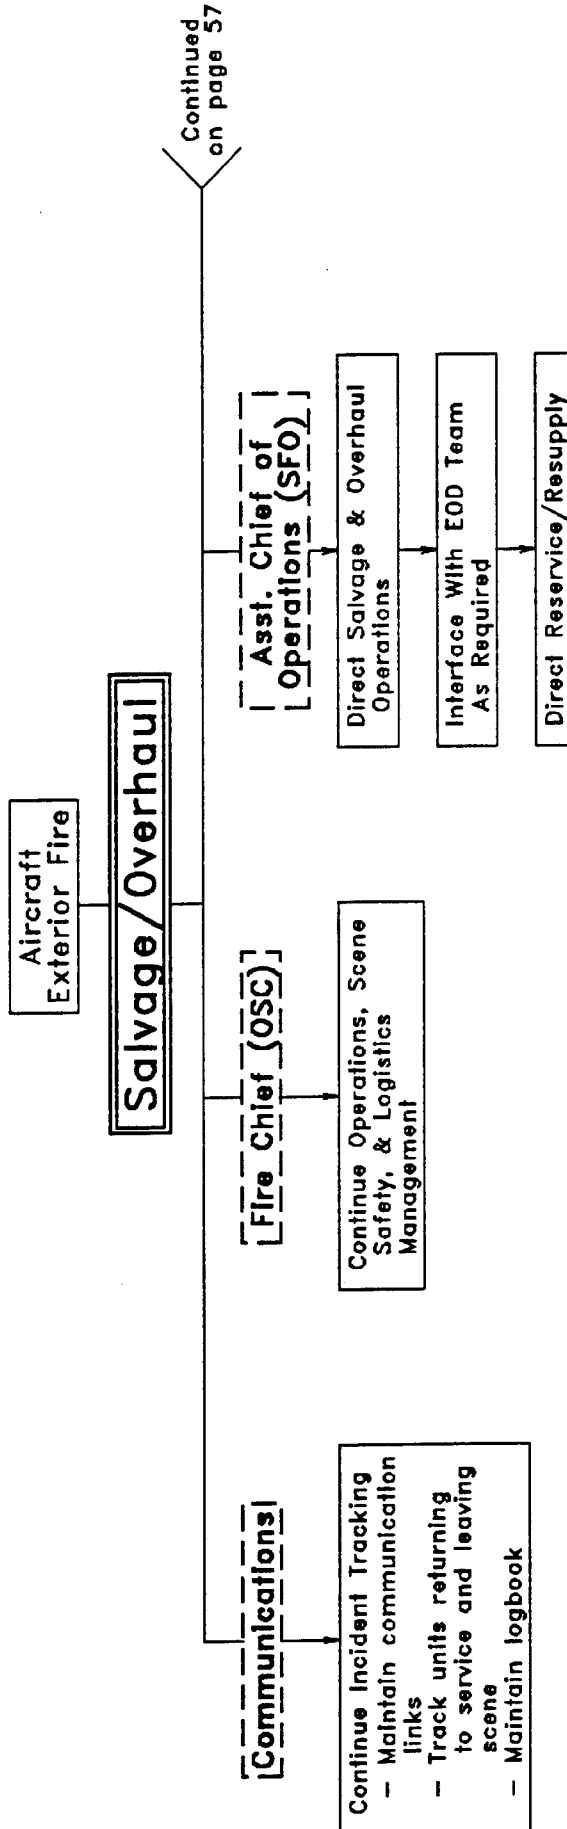 Aircraft
Exterior Fire
Salvage/Overhaul
Continued
on page 57
Communications
Continue Incident Tracking
- Maintain communication
links
- Track units returning
to service and leaving
scene
- Maintain logbook
Fire Chief (OSC)
Continue Operations, Scene
Safety, & Logistics
Management
Asst. Chief of
Operations (SFO)
Direct Salvage & Overhaul
Operations
Interface With EOD Team
As Required
Direct Reservice/Resupply